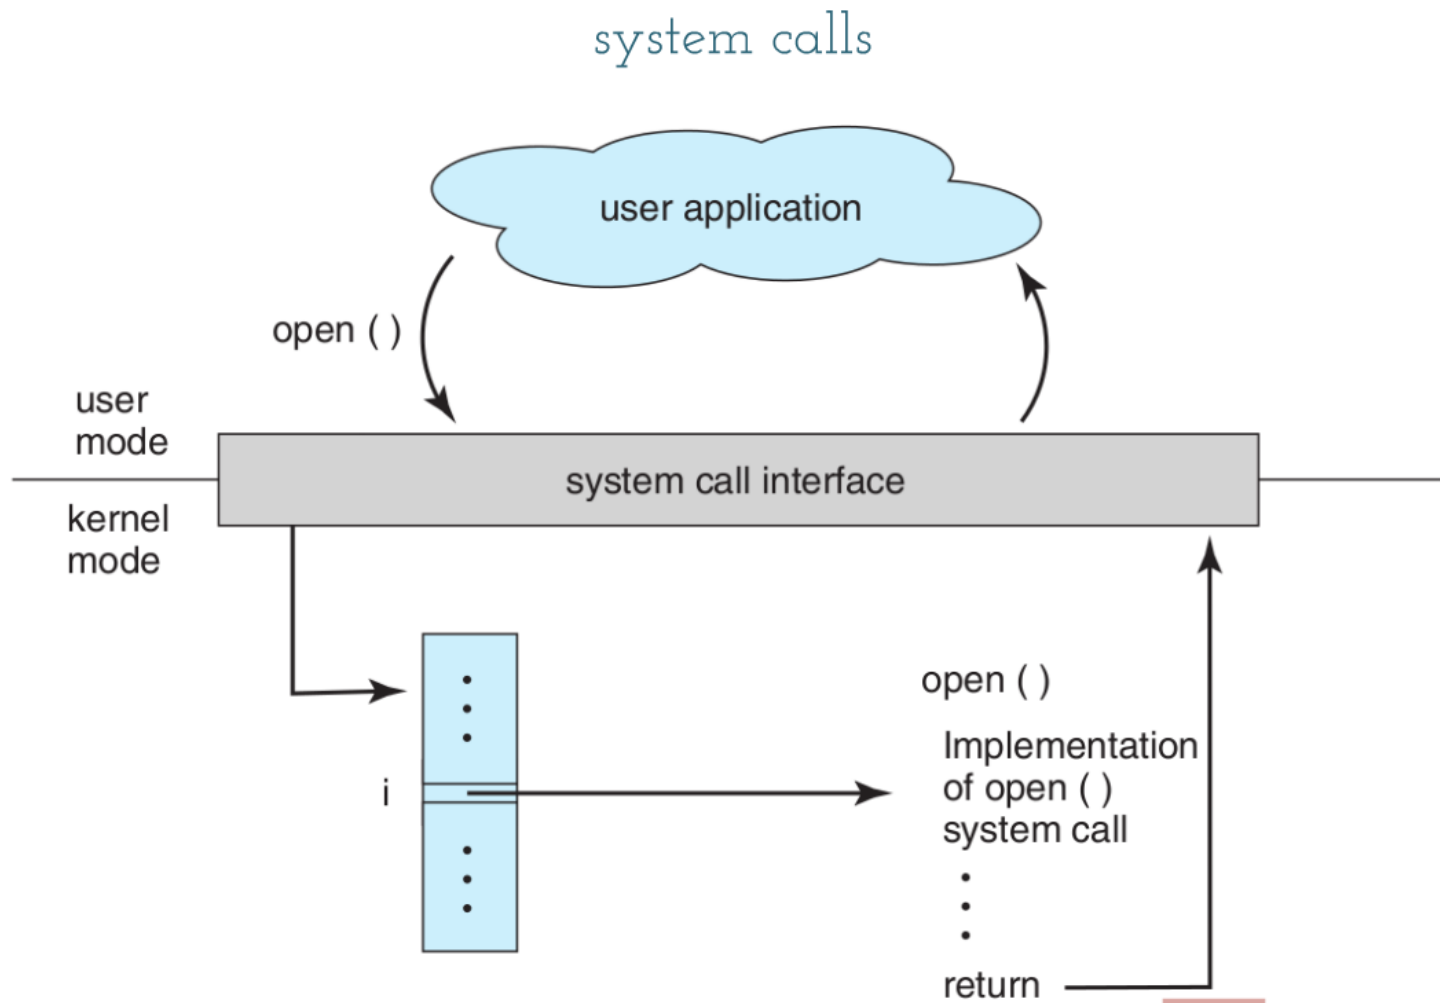 system calls
user application
open ( )
user
mode
system call interface
kernel
mode
open ( )
Implementation
of open ( )
system call
i
return